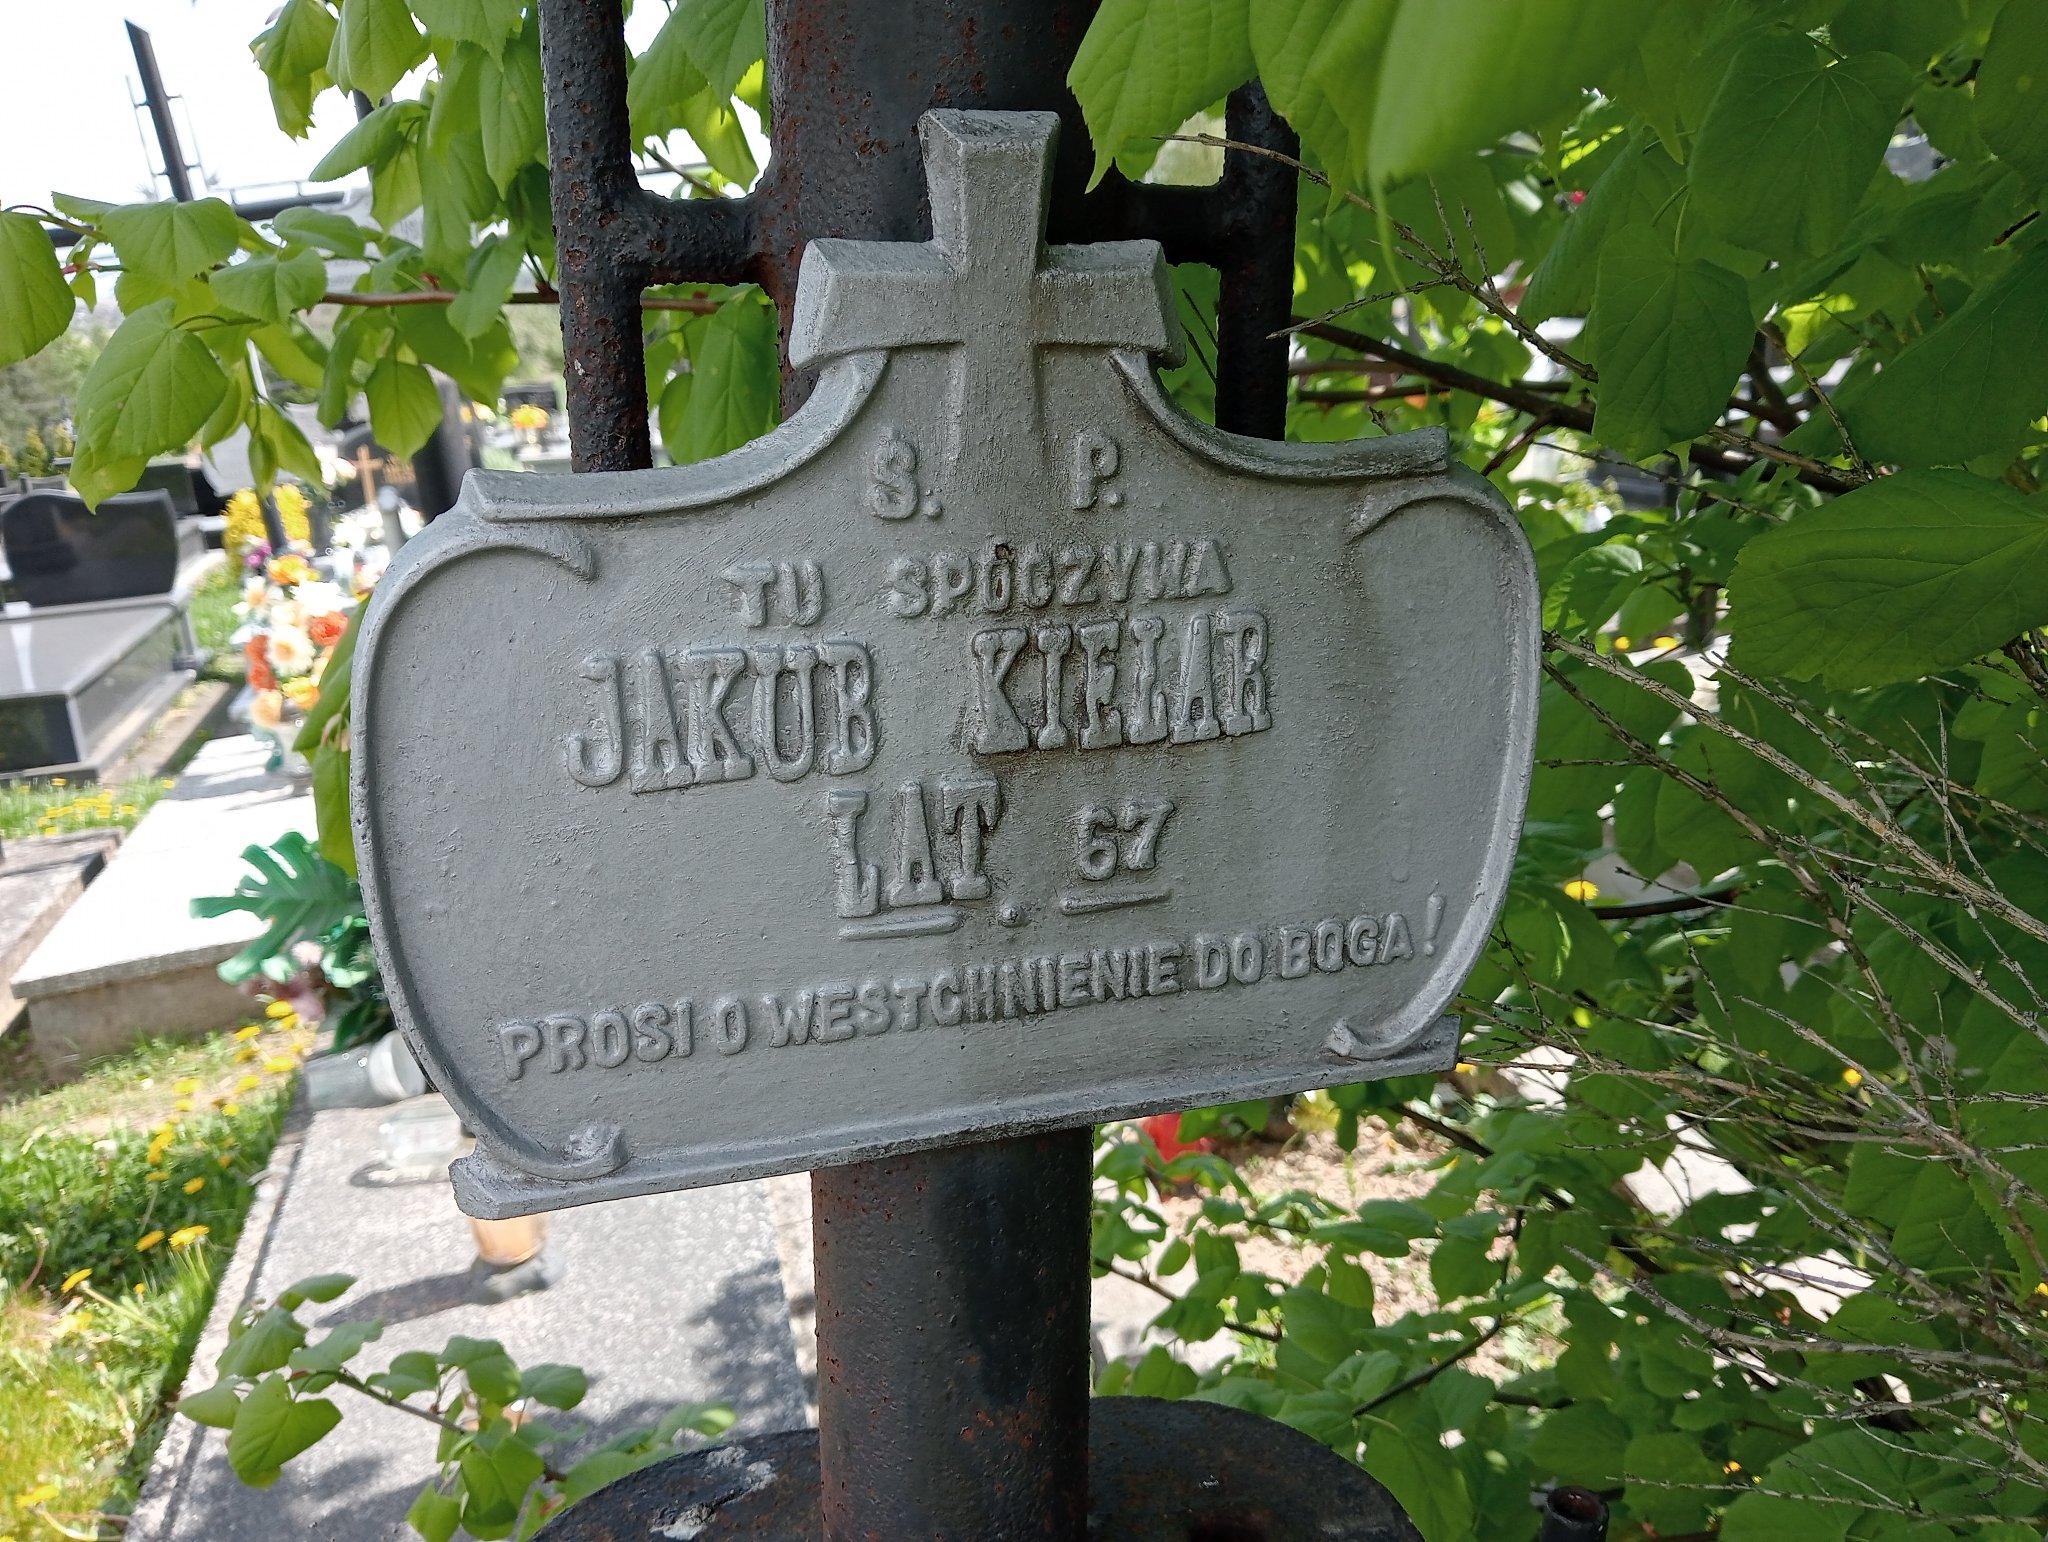 Ś. P.
TU SPOCZYWA
JAKUB KIELAR
LAT. 67
PROSI O WESTCHNIENIE DO BOGA!